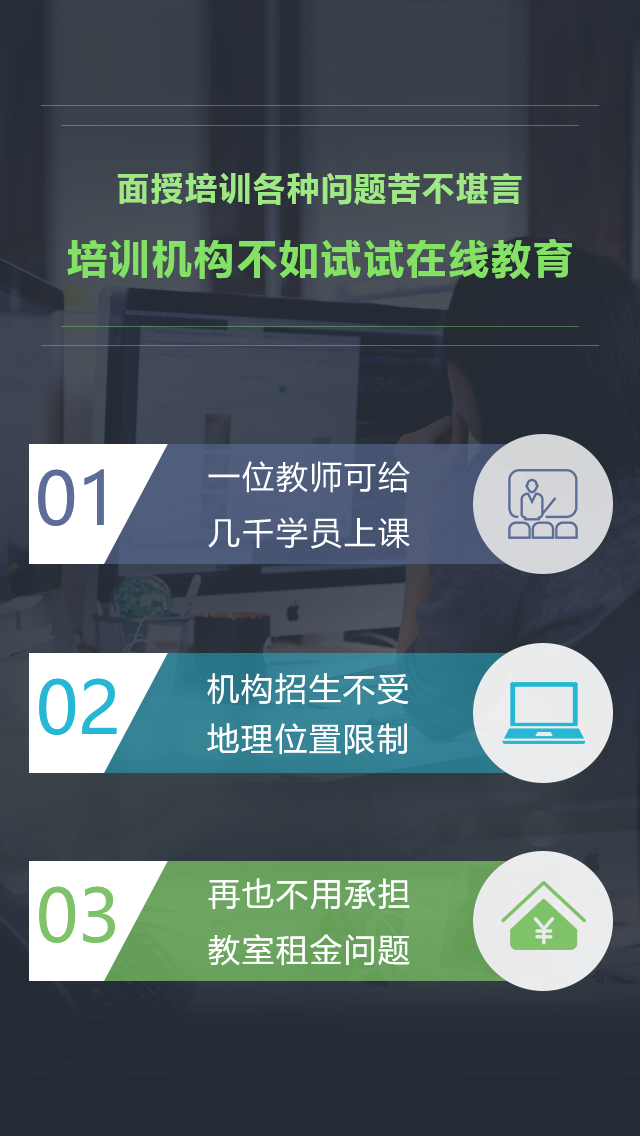 面授培训各种问题苦不堪言
培训机构不如试试在线教育
01
一位教师可给
几千学员上课
02
机构招生不受
地理位置限制
03
再也不用承担
教室租金问题
¥